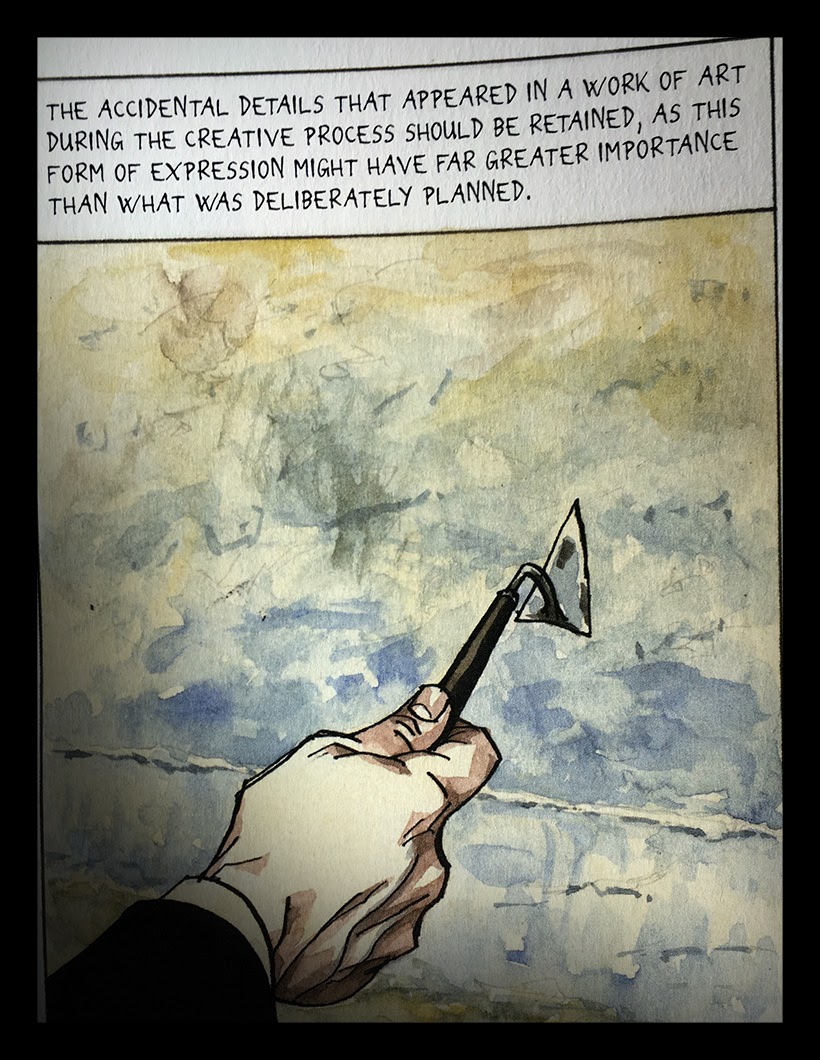 THE ACCIDENTAL DETAILS THAT APPEARED IN A WORK OF ART
DURING THE CREATIVE PROCESS SHOULD BE RETAINED, AS THIS
FORM OF EXPRESSION MIGHT HAVE FAR GREATER IMPORTANCE
THAN WHAT WAS DELIBERATELY PLANNED.